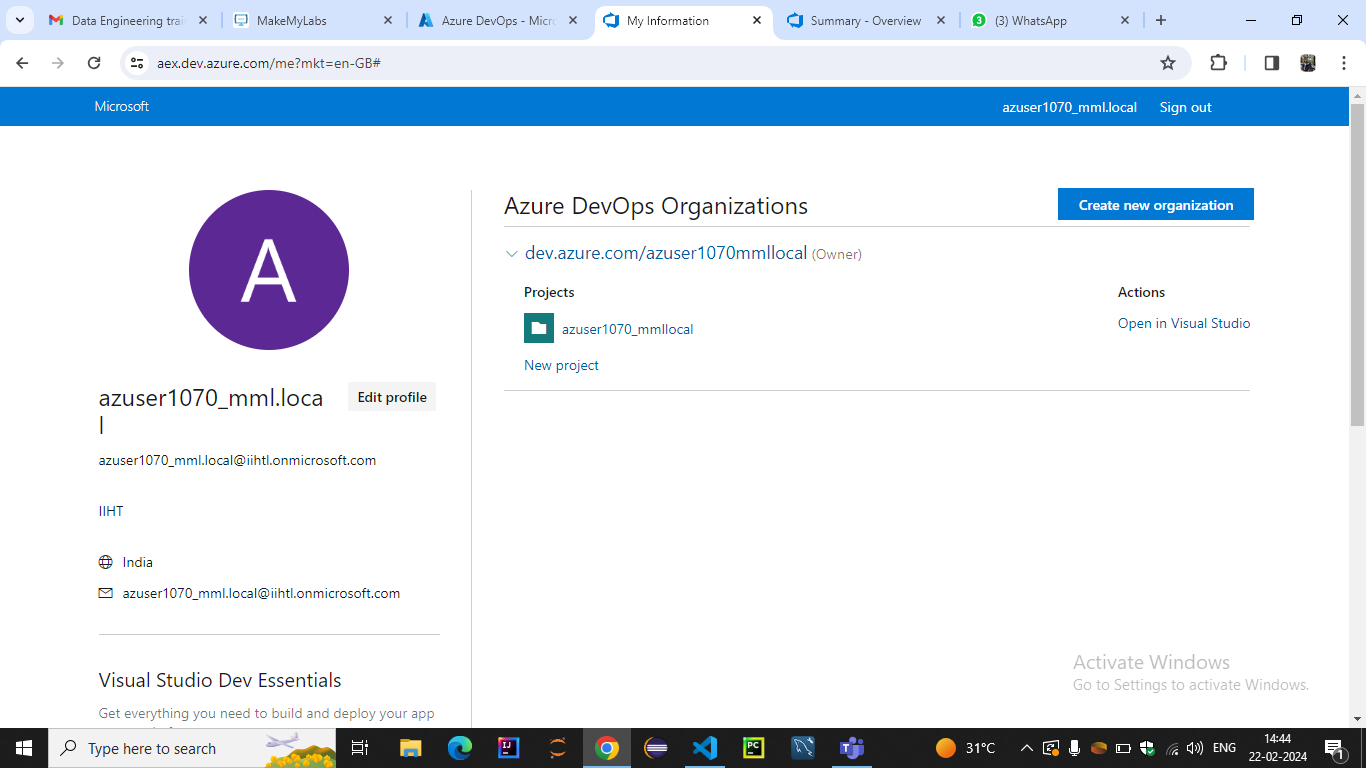 Data Engineering trai
MakeMyLabs
Azure DevOps - Micro
My Information
Summary - Overview
3
(3) WhatsApp
aex.dev.azure.com/me?mkt=en-GB#
Microsoft
azuser1070_mml.local
Sign out
A
Azure DevOps Organizations
Create new organization
dev.azure.com/azuser1070mmllocal (Owner)
Projects
Actions
azuser1070_mmllocal
Open in Visual Studio
New project
azuser1070_mml.loca
l
Edit profile
azuser1070_mml.local@iihtl.onmicrosoft.com
IIHT
India
azuser1070_mml.local@iihtl.onmicrosoft.com
Visual Studio Dev Essentials
Get everything you need to build and deploy your app
Activate Windows
Go to Settings to activate Windows.
Type here to search
IJ
PC
31°C
ENG
14:44
22-02-2024
1